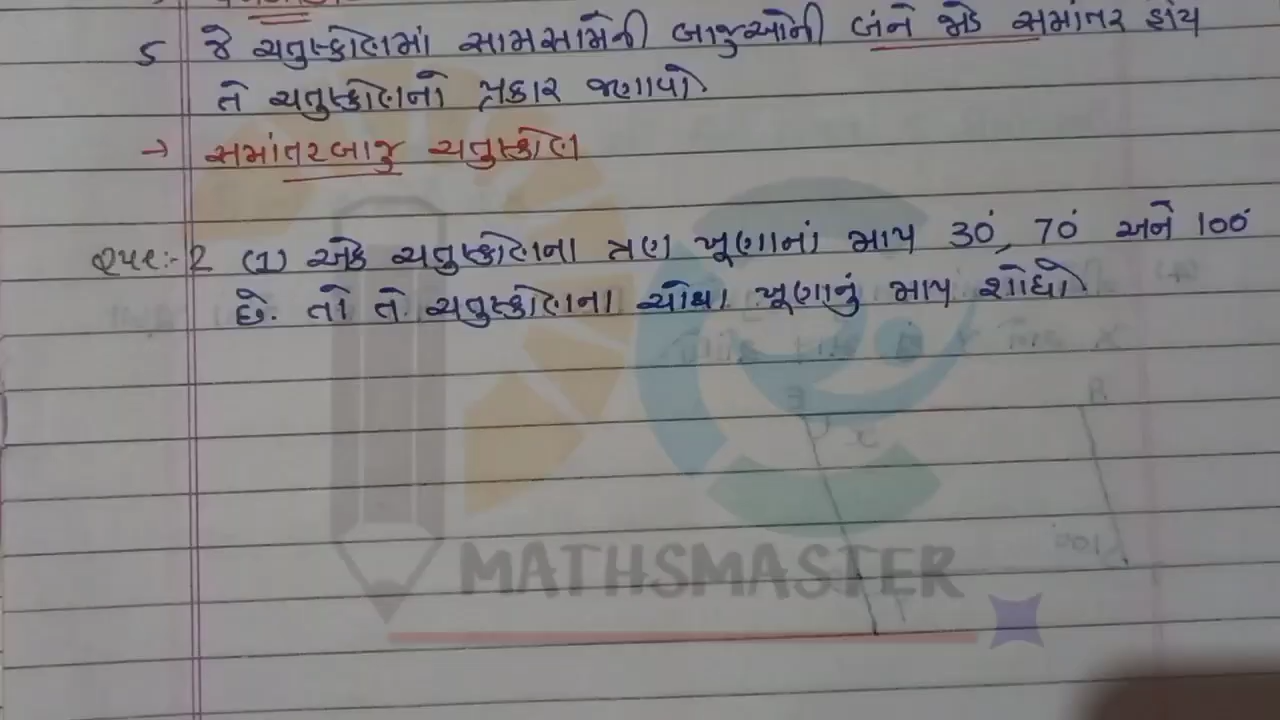 5 જે ચતુષ્કોણમાં સામસામેની બાજુઓની બંને જોડ સમાંતર હોય
તે ચતુષ્કોણનો પ્રકાર જણાવો
→ સમાંતરબાજુ ચતુષ્કોણ
પ્રશ્ન:- 2 (1) એક ચતુષ્કોણના ત્રણ ખૂણાનાં માપ 30°, 70° અને 100°
છે. તો તે ચતુષ્કોણના ચોથા ખૂણાનું માપ શોધો
MATHSMASTER